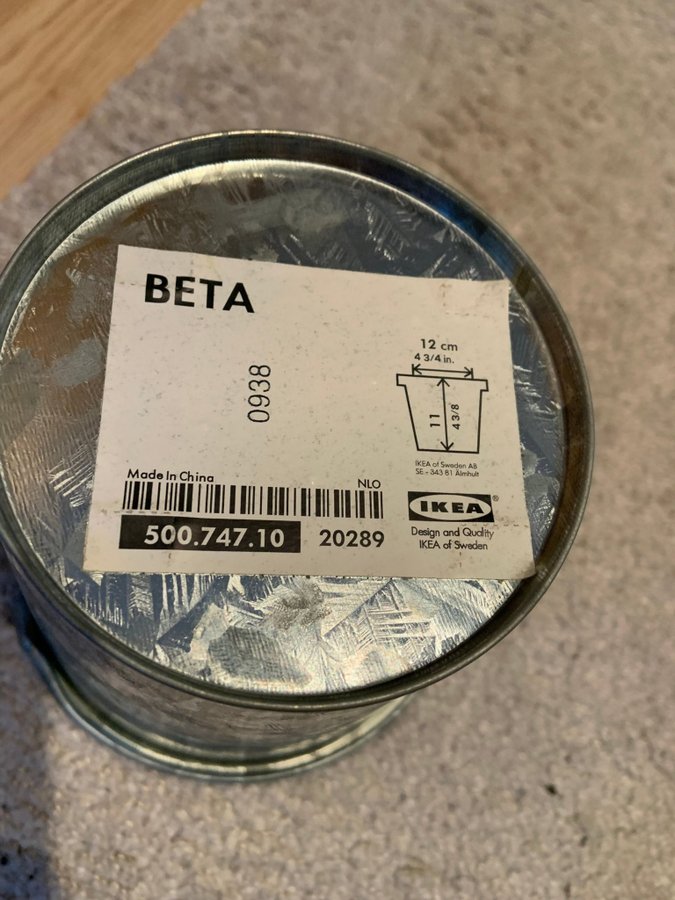 BETA
0938
12 cm
4 3/4 in.
11
4 3/8
IKEA of Sweden AB
SE - 343 81 Älmhult
Made In China
NLO
500.747.10 20289
IKEA®
Design and Quality
IKEA of Sweden